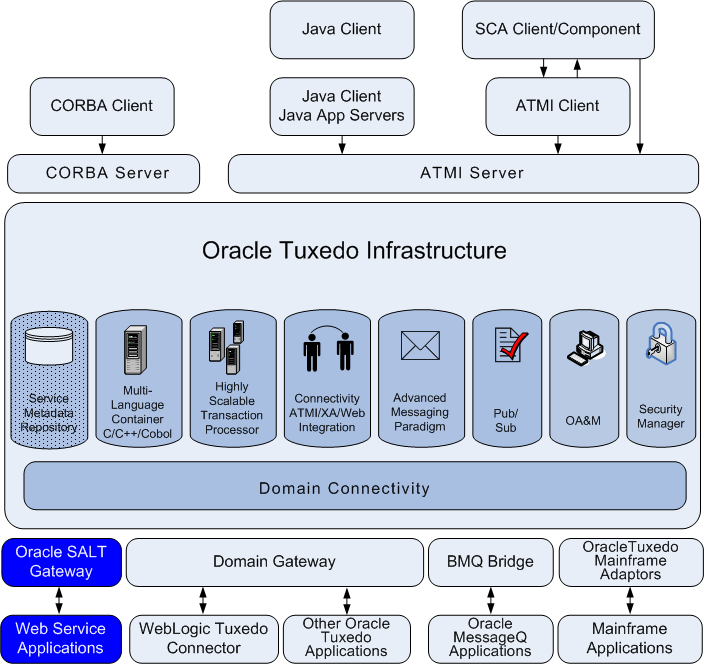 Java Client
SCA Client/Component
CORBA Client
Java Client
Java App Servers
ATMI Client
CORBA Server
ATMI Server
Oracle Tuxedo Infrastructure
Service
Metadata
Repository
Multi-
Language
Container
C/C++/Cobol
Highly
Scalable
Transaction
Processor
Connectivity
ATMI/XA/Web
Integration
Advanced
Messaging
Paradigm
Pub/
Sub
OA&M
Security
Manager
Domain Connectivity
Oracle SALT
Gateway
Domain Gateway
BMQ Bridge
OracleTuxedo
Mainframe
Adaptors
Web Service
Applications
WebLogic Tuxedo
Connector
Other Oracle
Tuxedo
Applications
Oracle
MessageQ
Applications
Mainframe
Applications